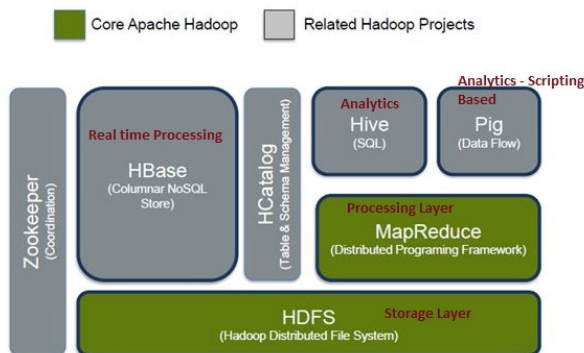 Core Apache Hadoop
Related Hadoop Projects
Zookeeper
(Coordination)
Real time Processing
HBase
(Columnar NoSQL
Store)
HCatalog
(Table & Schema Management)
Analytics
Hive
(SQL)
Analytics - Scripting
Based
Pig
(Data Flow)
Processing Layer
MapReduce
(Distributed Programing Framework)
Storage Layer
HDFS
(Hadoop Distributed File System)